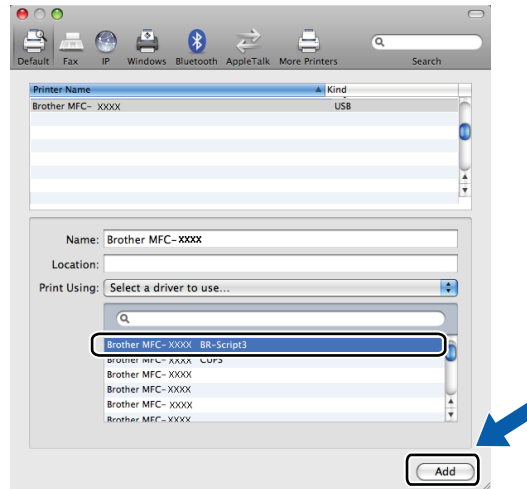 Default Fax IP Windows Bluetooth AppleTalk More Printers Search
Printer Name Kind
Brother MFC- XXXX USB
Name: Brother MFC-XXXX
Location:
Print Using: Select a driver to use...
Brother MFC- XXXX BR-Script3
Brother MFC- XXXX CUPS
Brother MFC- XXXX
Brother MFC- XXXX
Brother MFC- XXXX
Brother MFC- XXXX
Add